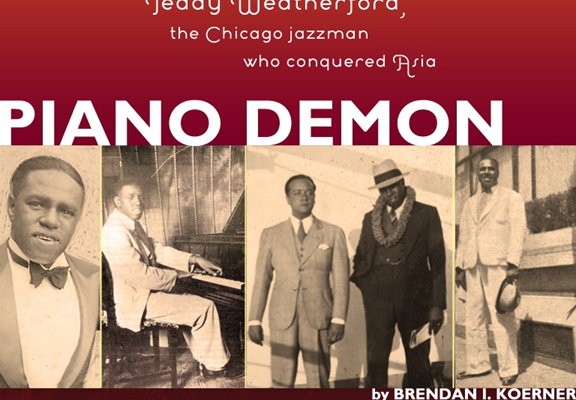 Teddy Weatherford,
the Chicago jazzman
who conquered Asia
PIANO DEMON
by BRENDAN I. KOERNER